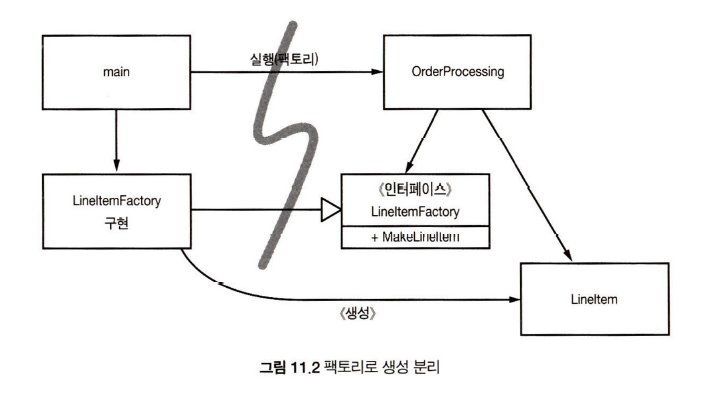 main
실행(팩토리)
OrderProcessing
LineItemFactory
구현
《인터페이스》
LineItemFactory
+ MakeLineItem
LineItem
《생성》
그림 11.2 팩토리로 생성 분리